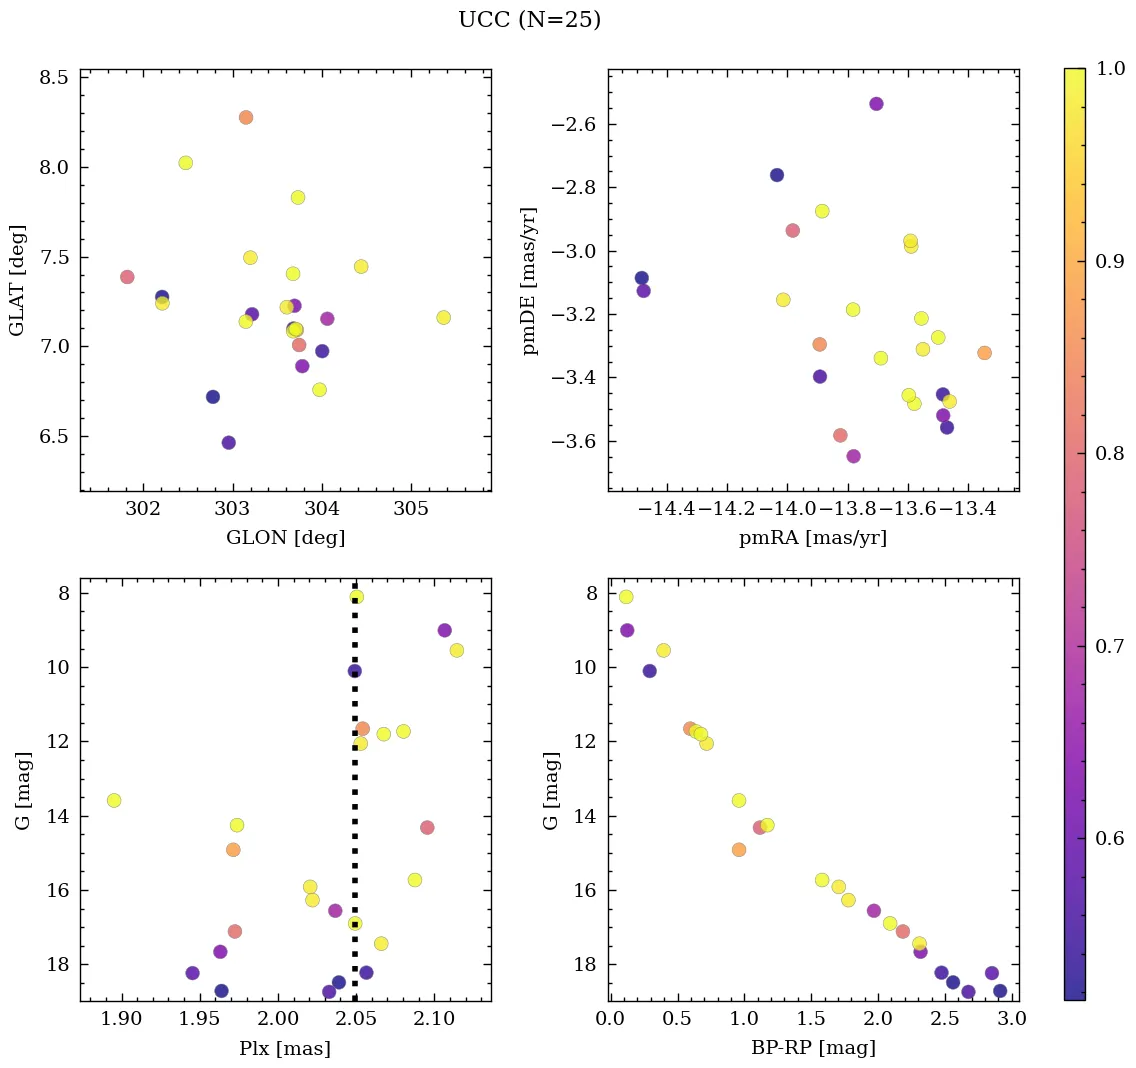 UCC (N=25)
8.5
8.0
7.5
7.0
6.5
GLAT [deg]
302 303 304 305
GLON [deg]
−2.6
−2.8
−3.0
−3.2
−3.4
−3.6
pmDE [mas/yr]
−14.4 −14.2 −14.0 −13.8 −13.6 −13.4
pmRA [mas/yr]
8
10
12
14
16
18
G [mag]
1.90 1.95 2.00 2.05 2.10
Plx [mas]
8
10
12
14
16
18
G [mag]
0.0 0.5 1.0 1.5 2.0 2.5 3.0
BP-RP [mag]
1.0
0.9
0.8
0.7
0.6